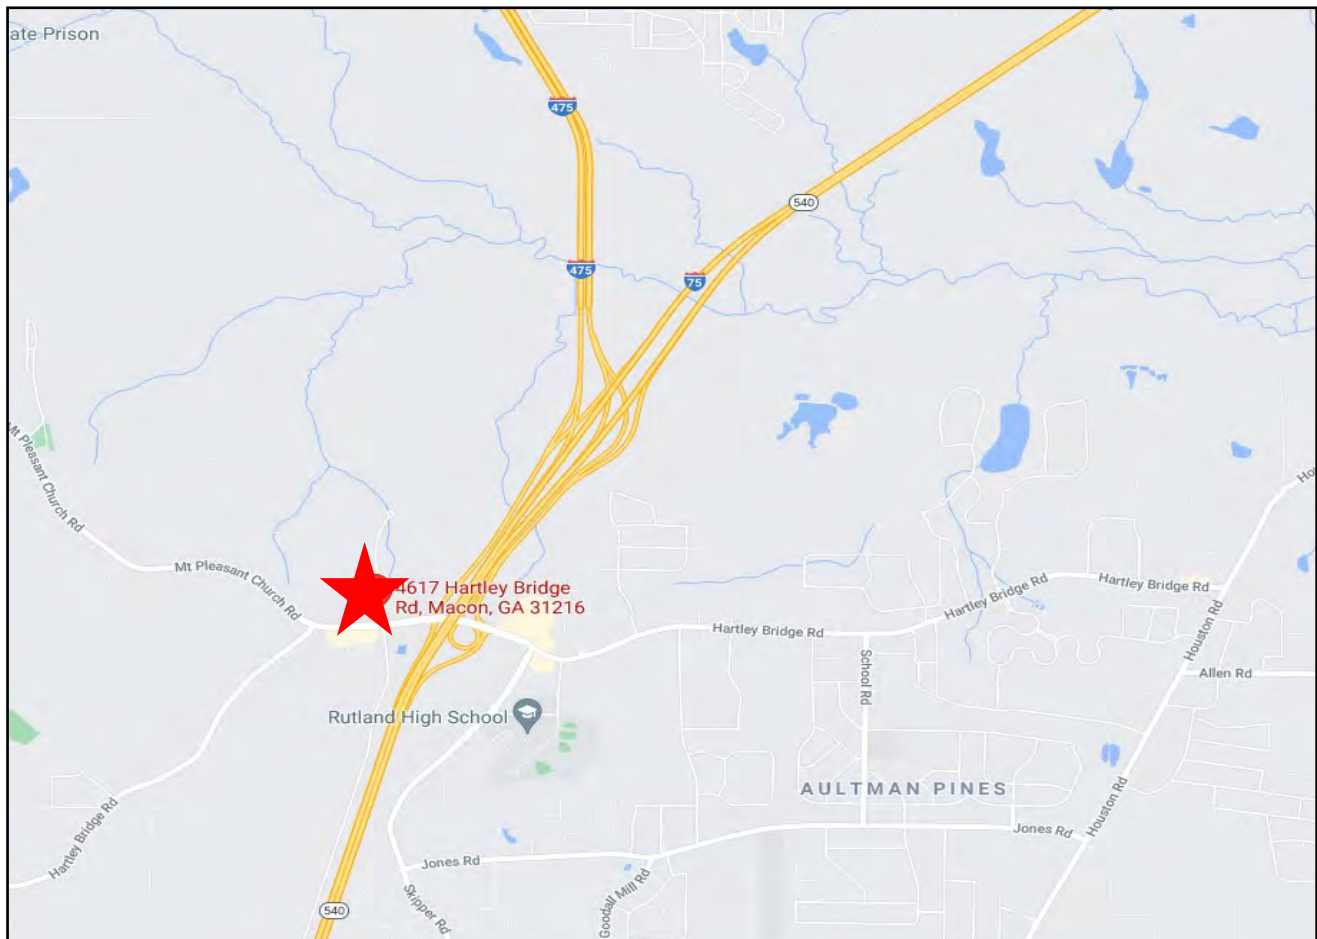 ate Prison
475
540
475
75
Mt Pleasant Church Rd
Mt Pleasant Church Rd
4617 Hartley Bridge
Rd, Macon, GA 31216
Hartley Bridge Rd
Hartley Bridge Rd
Hartley Bridge Rd
Houston Rd
Allen Rd
School Rd
Rutland High School
AULTMAN PINES
Hartley Bridge Rd
Houston Rd
Jones Rd
Jones Rd
Skipper Rd
Goodall Mill Rd
540
Ho